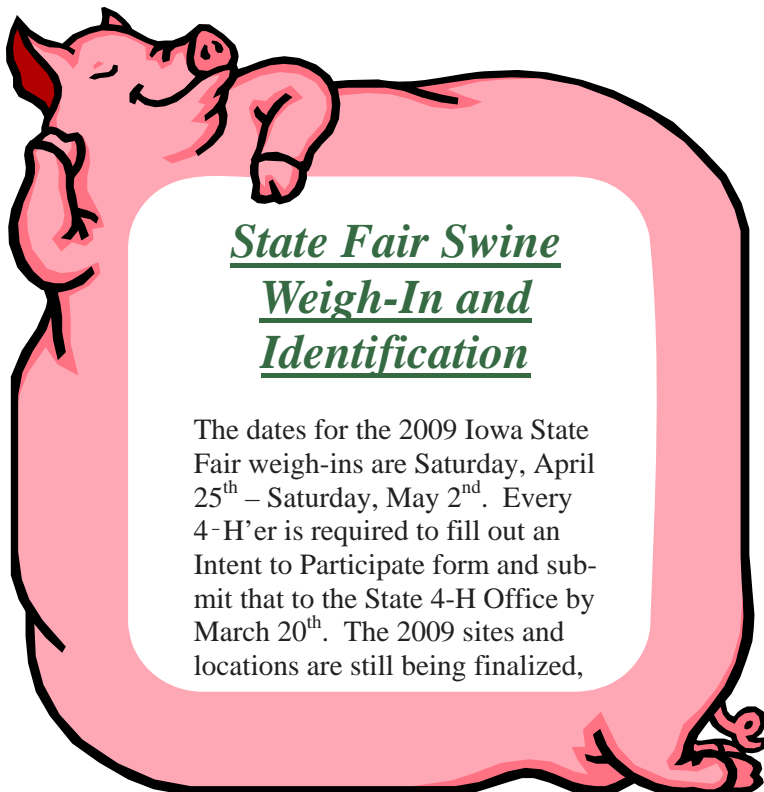 State Fair Swine
Weigh-In and
Identification
The dates for the 2009 Iowa State
Fair weigh-ins are Saturday, April
25th – Saturday, May 2nd.  Every
4-H’er is required to fill out an
Intent to Participate form and sub-
mit that to the State 4-H Office by
March 20th.  The 2009 sites and
locations are still being finalized,